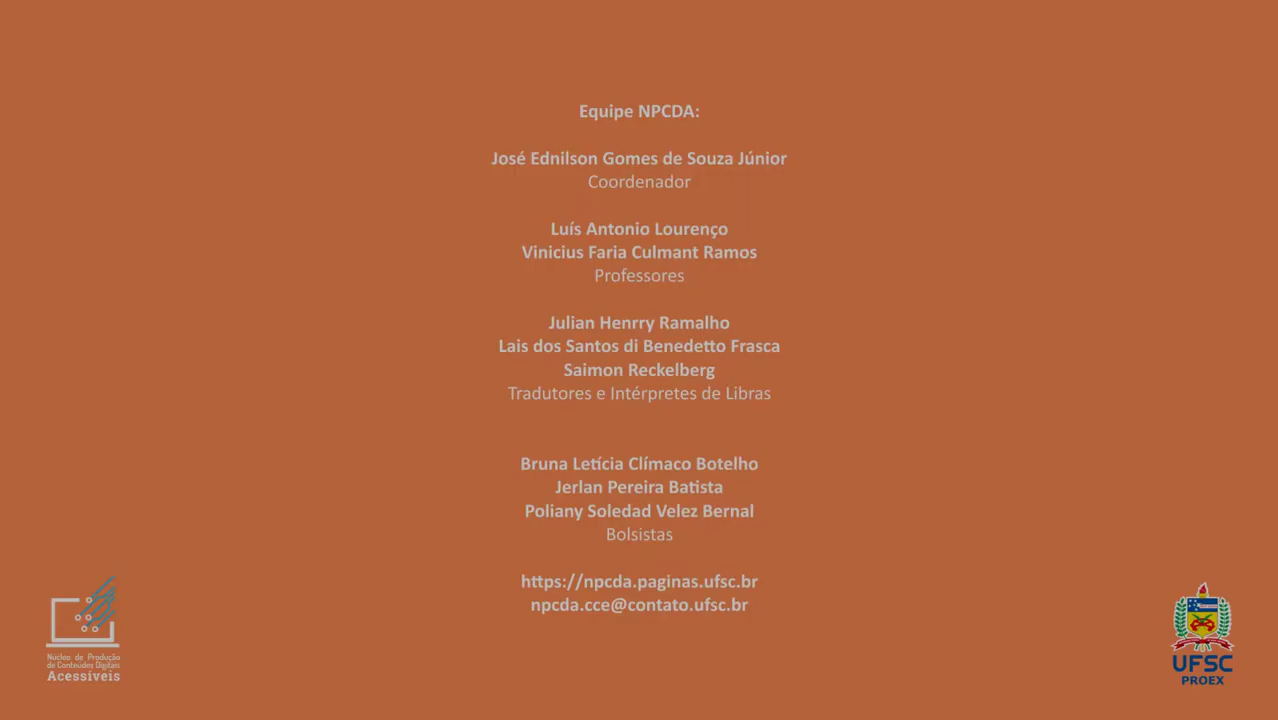 Equipe NPCDA:
José Ednilson Gomes de Souza Júnior
Coordenador
Luís Antonio Lourenço
Vinicius Faria Culmant Ramos
Professores
Julian Henrry Ramalho
Lais dos Santos di Benedetto Frasca
Saimon Reckelberg
Tradutores e Intérpretes de Libras
Bruna Letícia Clímaco Botelho
Jerlan Pereira Batista
Poliany Soledad Velez Bernal
Bolsistas
https://npcda.paginas.ufsc.br
npcda.cce@contato.ufsc.br
Núcleo de Produção
de Conteúdos Digitais
Acessíveis
UFSC
PROEX